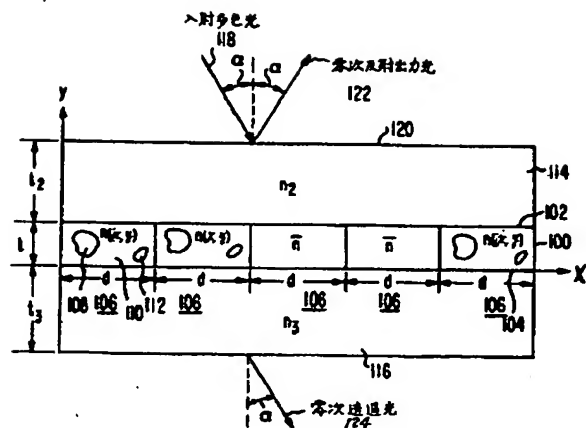 入射多色光
118
α α
零次反射出力光
122
y
120
t₂
n₂
114
102
n(x,y) n(x,y) n̄ n̄ n(x,y)
100
t
X
d d d d d
108 106 110 112 106 106 106 106 104
t₃
n₃
116
α
零次透過光
124